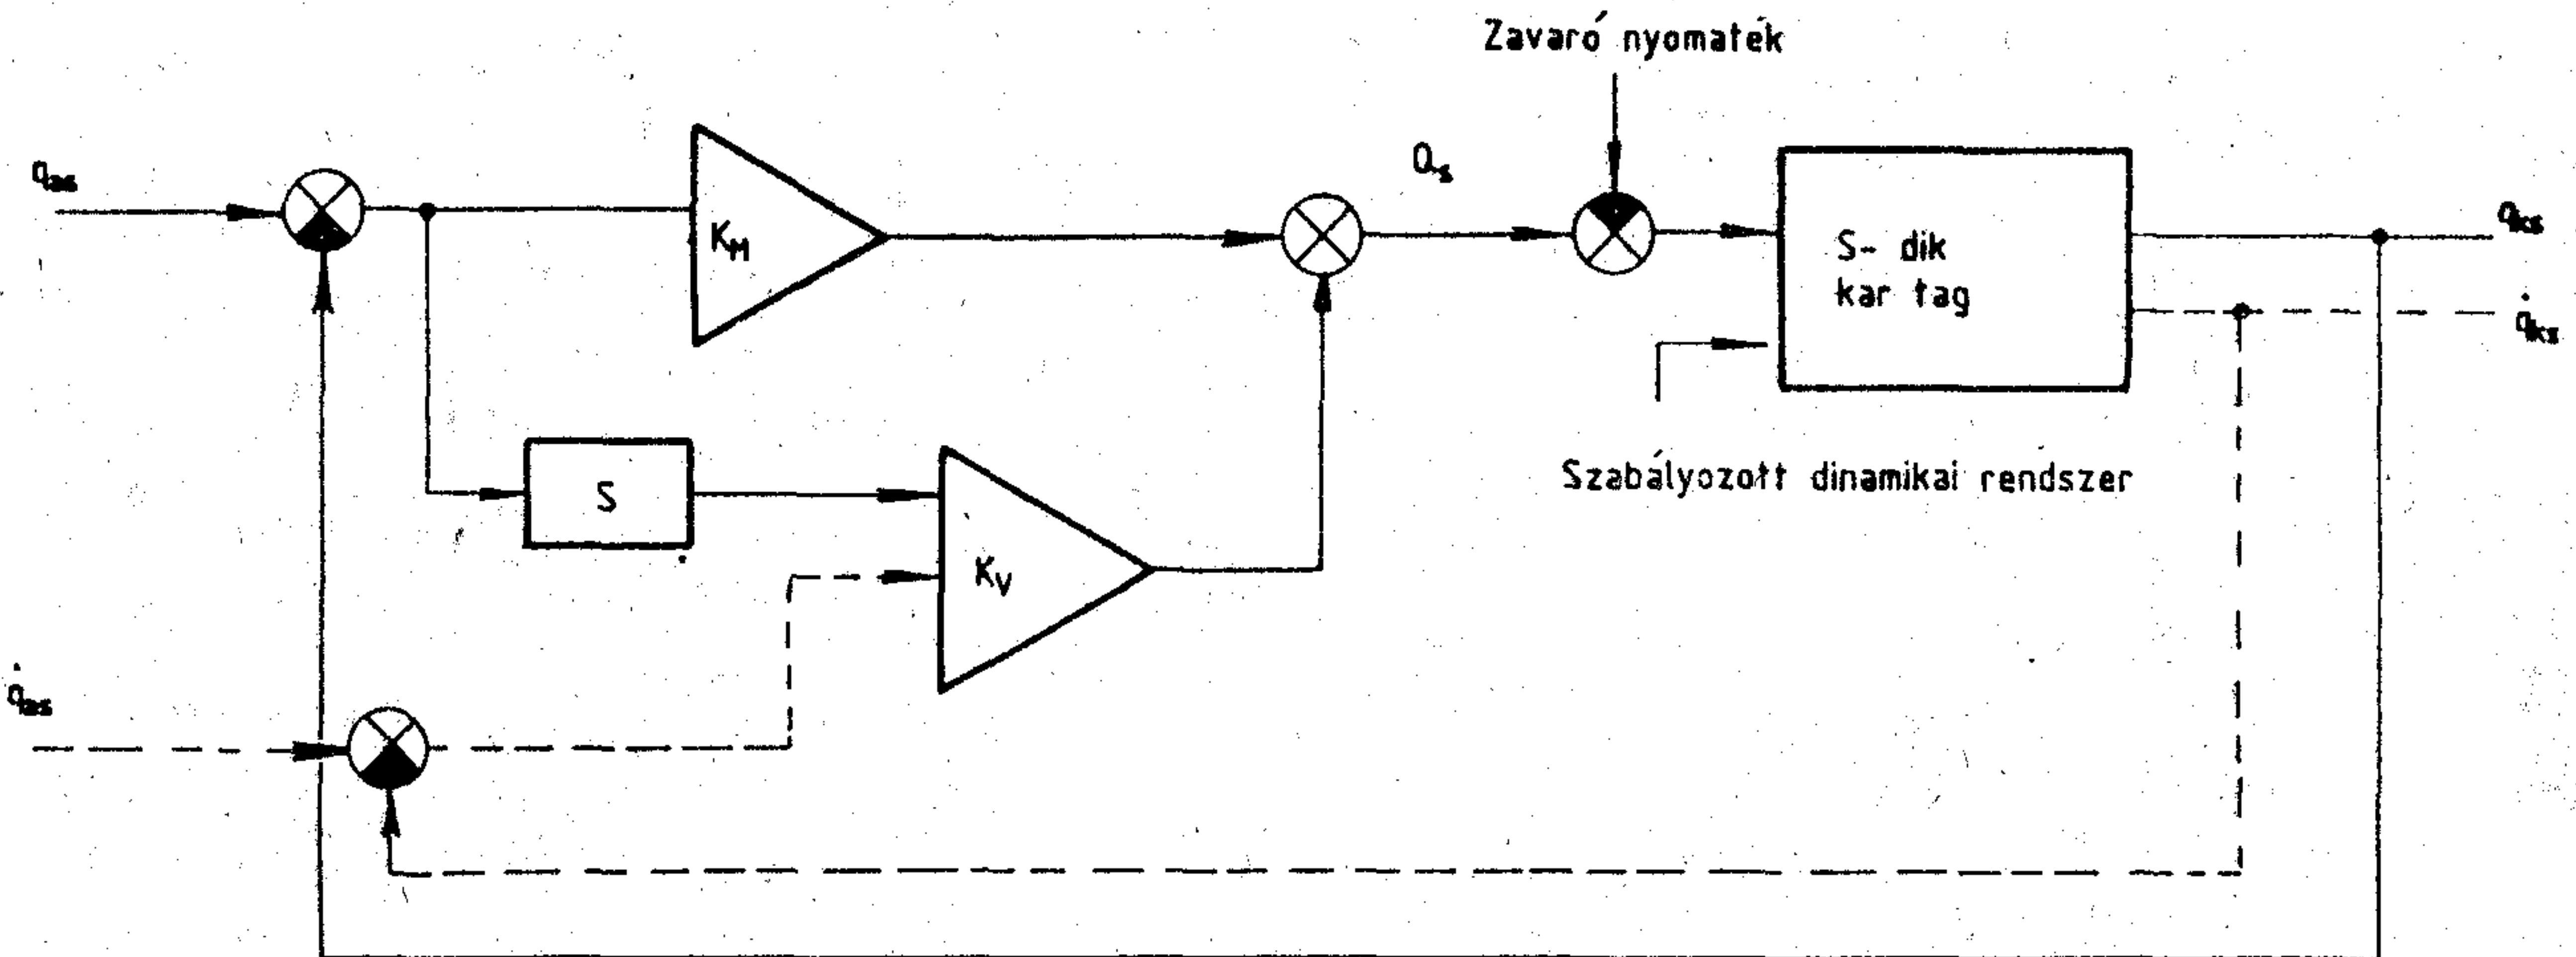 Zavaró nyomaték
q_as
K_M
Q_s
S- dik
kar tag
q_ks
q̇_ks
S
K_V
Szabályozott dinamikai rendszer
q̇_as